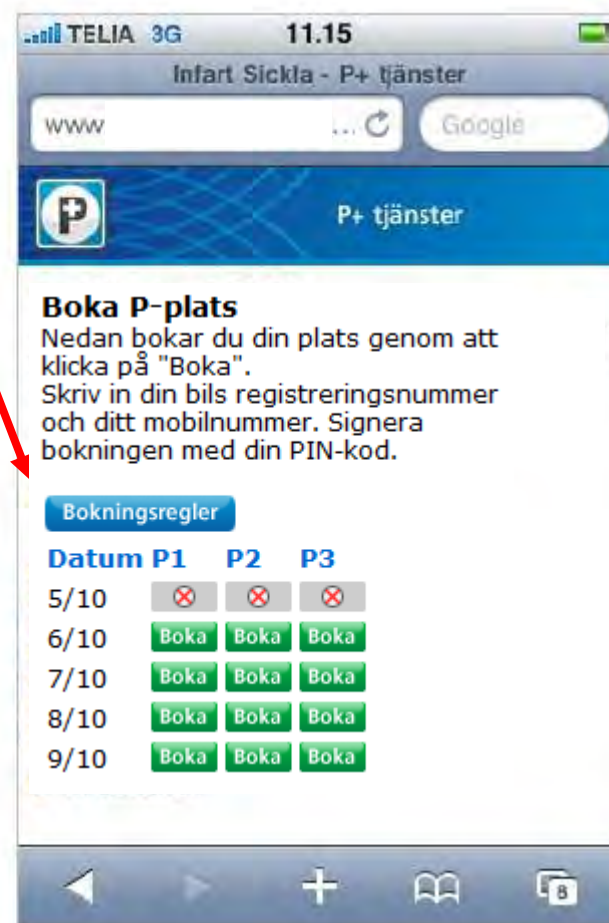 TELIA 3G 11.15
Infart Sickla - P+ tjänster
www ... Google
P P+ tjänster
Boka P-plats
Nedan bokar du din plats genom att
klicka på "Boka".
Skriv in din bils registreringsnummer
och ditt mobilnummer. Signera
bokningen med din PIN-kod.
Bokningsregler
Datum P1 P2 P3
5/10
6/10 Boka Boka Boka
7/10 Boka Boka Boka
8/10 Boka Boka Boka
9/10 Boka Boka Boka
8